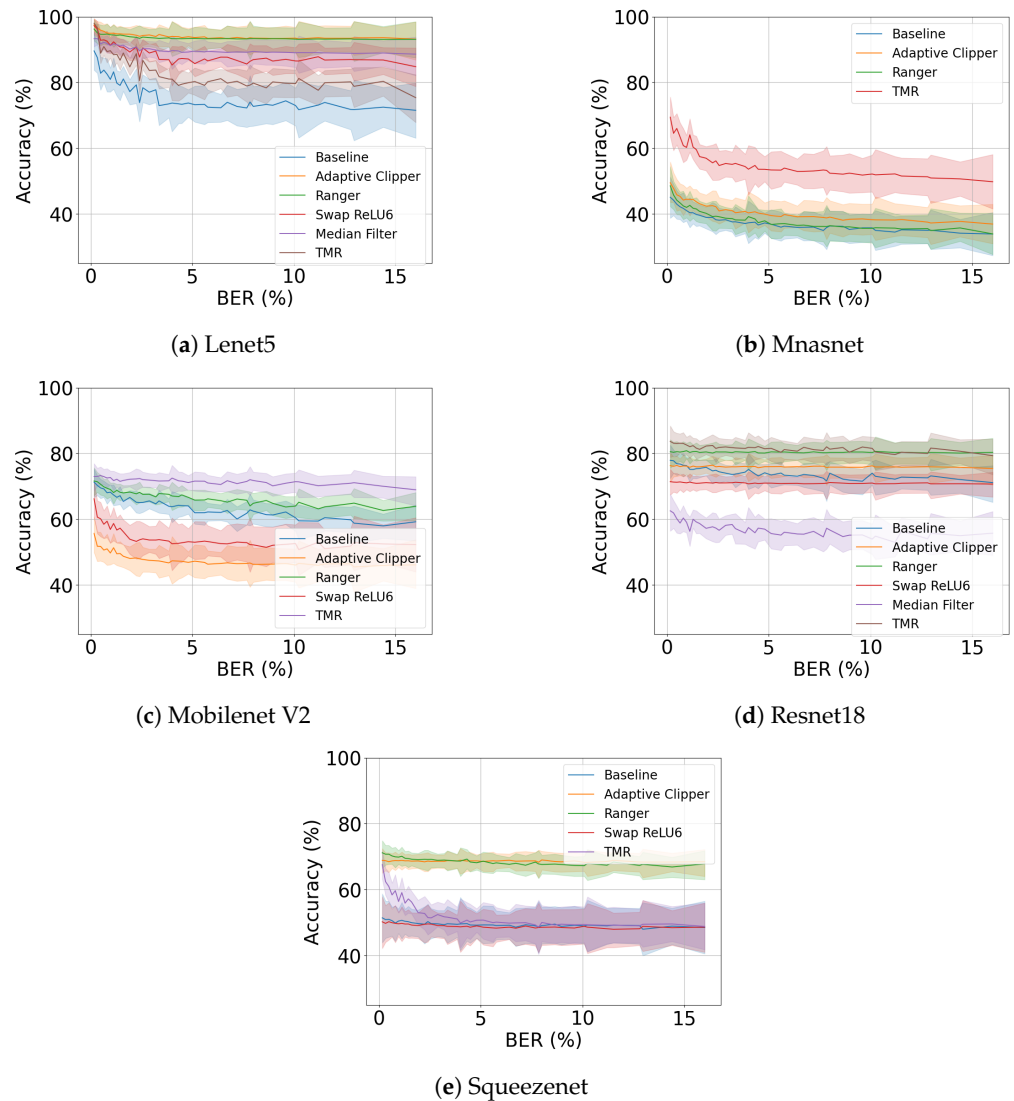 100
80
60
40
0
5
10
15
Accuracy (%)
BER (%)
Baseline
Adaptive Clipper
Ranger
Swap ReLU6
Median Filter
TMR
(a) Lenet5
100
80
60
40
0
5
10
15
Accuracy (%)
BER (%)
Baseline
Adaptive Clipper
Ranger
TMR
(b) Mnasnet
100
80
60
40
0
5
10
15
Accuracy (%)
BER (%)
Baseline
Adaptive Clipper
Ranger
Swap ReLU6
TMR
(c) Mobilenet V2
100
80
60
40
0
5
10
15
Accuracy (%)
BER (%)
Baseline
Adaptive Clipper
Ranger
Swap ReLU6
Median Filter
TMR
(d) Resnet18
100
80
60
40
0
5
10
15
Accuracy (%)
BER (%)
Baseline
Adaptive Clipper
Ranger
Swap ReLU6
TMR
(e) Squeezenet